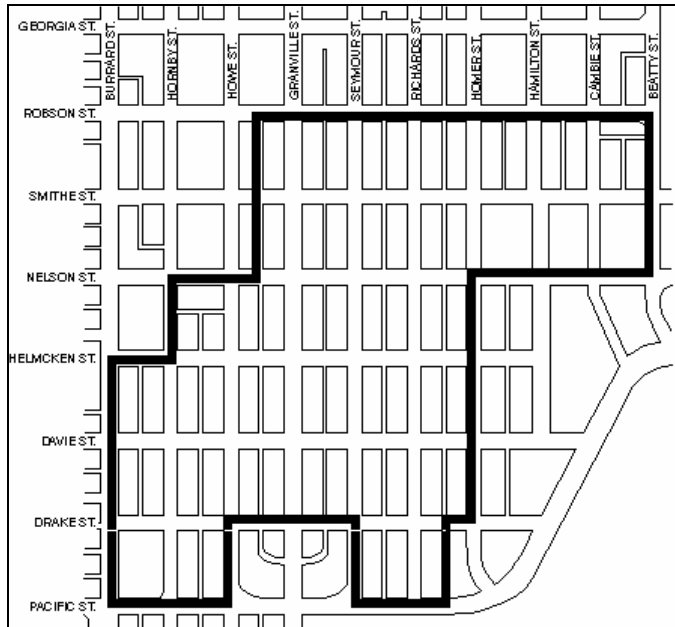 GEORGIA ST.
BURRARD ST.
HORNBY ST.
HOWE ST.
GRANVILLE ST.
SEYMOUR ST.
RICHARDS ST.
HOMER ST.
HAMILTON ST.
CAMBIE ST.
BEATTY ST.
ROBSON ST.
SMITHE ST.
NELSON ST.
HELMCKEN ST.
DAVIE ST.
DRAKE ST.
PACIFIC ST.